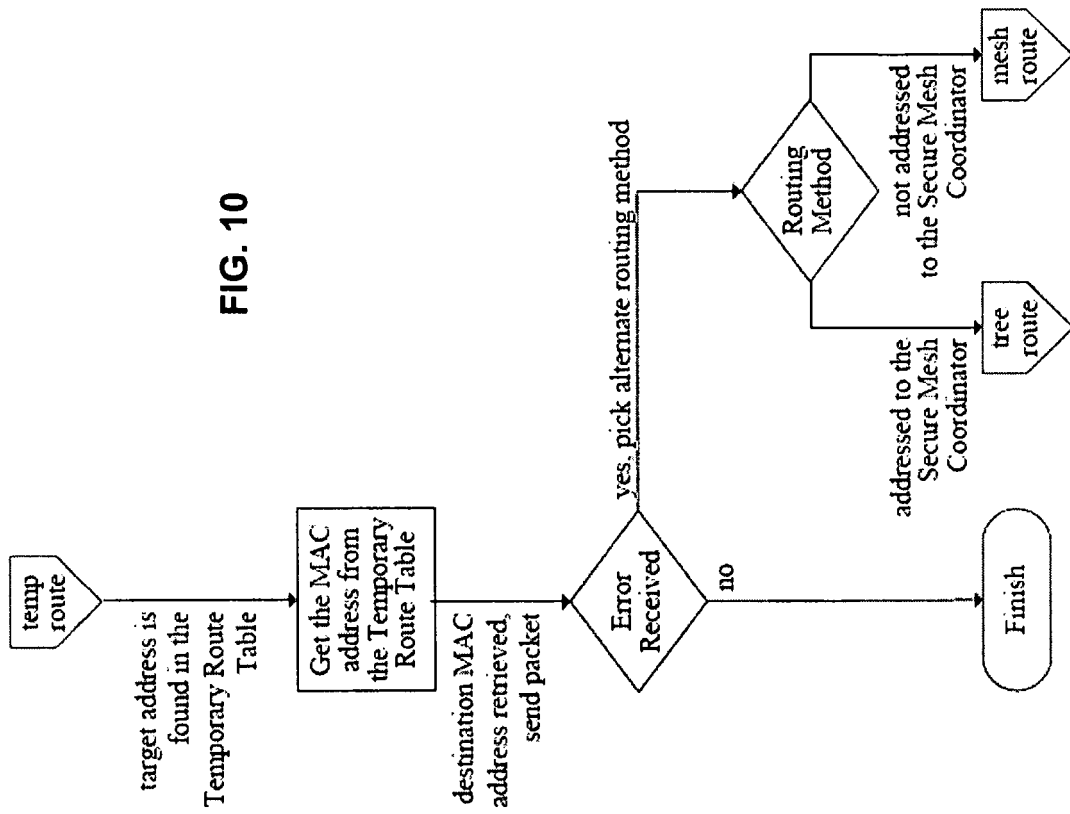 FIG. 10
temp
route
target address is
found in the
Temporary Route
Table
Get the MAC
address from
the Temporary
Route Table
destination MAC
address retrieved,
send packet
Error
Received
yes, pick alternate routing method
no
Routing
Method
addressed to the
Secure Mesh
Coordinator
not addressed
to the Secure Mesh
Coordinator
Finish
tree
route
mesh
route